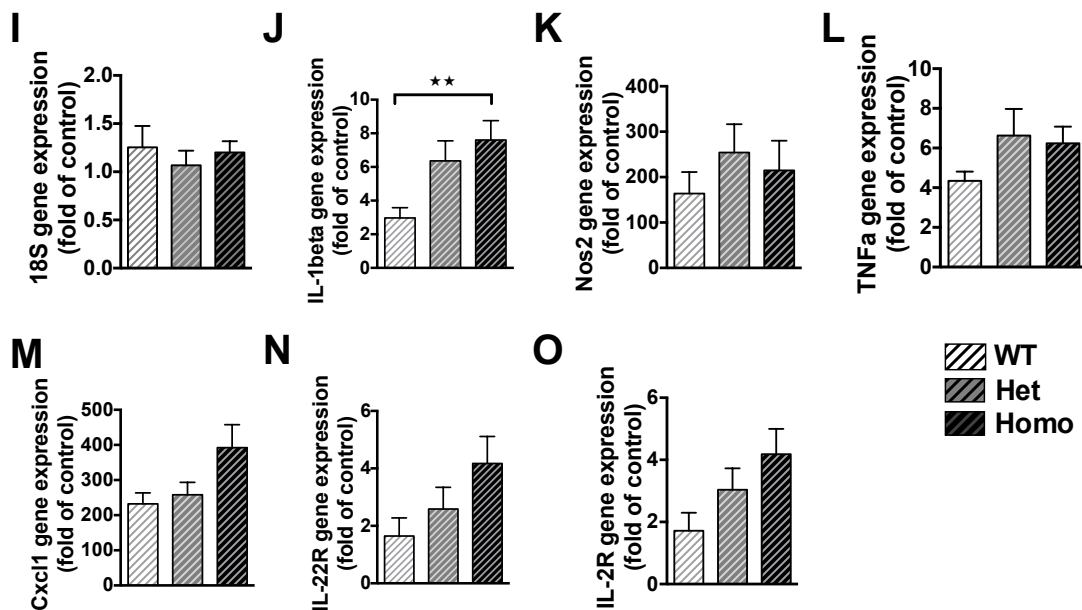 I
18S gene expression
(fold of control)
2.0
1.5
1.0
0.5
0.0
J
IL-1beta gene expression
(fold of control)
10
8
6
4
2
0
★★
K
Nos2 gene expression
(fold of control)
400
300
200
100
0
L
TNFa gene expression
(fold of control)
10
8
6
4
2
0
M
Cxcl1 gene expression
(fold of control)
500
400
300
200
100
0
N
IL-22R gene expression
(fold of control)
6
4
2
0
O
IL-2R gene expression
(fold of control)
6
4
2
0
WT
Het
Homo